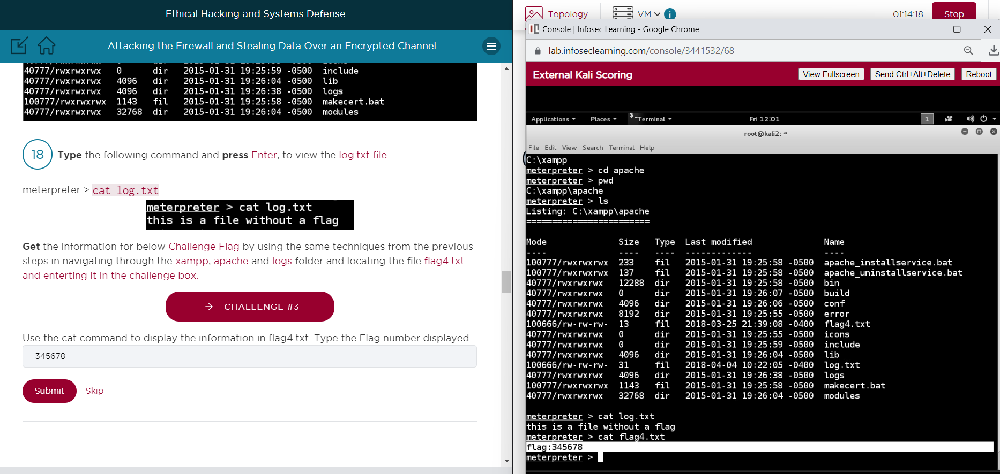 Ethical Hacking and Systems Defense
Attacking the Firewall and Stealing Data Over an Encrypted Channel
40777/rwxrwxrwx 0 dir 2015-01-31 19:25:59 -0500 include
40777/rwxrwxrwx 4096 dir 2015-01-31 19:26:04 -0500 lib
40777/rwxrwxrwx 4096 dir 2015-01-31 19:26:38 -0500 logs
100777/rwxrwxrwx 1143 fil 2015-01-31 19:25:58 -0500 makecert.bat
40777/rwxrwxrwx 32768 dir 2015-01-31 19:26:04 -0500 modules
18 Type the following command and press Enter, to view the log.txt file.
meterpreter > cat log.txt
meterpreter > cat log.txt
this is a file without a flag
Get the information for below Challenge Flag by using the same techniques from the previous
steps in navigating through the xampp, apache and logs folder and locating the file flag4.txt
and enterting it in the challenge box.
→ CHALLENGE #3
Use the cat command to display the information in flag4.txt. Type the Flag number displayed.
345678
Submit Skip
Topology VM i 01:14:18 Stop
Console | Infosec Learning - Google Chrome
lab.infoseclearning.com/console/3441532/68
External Kali Scoring View Fullscreen Send Ctrl+Alt+Delete Reboot
Applications Places Terminal Fri 12:01 1
root@kali2: ~
File Edit View Search Terminal Help
C:\xampp
meterpreter > cd apache
meterpreter > pwd
C:\xampp\apache
meterpreter > ls
Listing: C:\xampp\apache
========================
Mode Size Type Last modified Name
---- ---- ---- ------------- ----
100777/rwxrwxrwx 233 fil 2015-01-31 19:25:58 -0500 apache_installservice.bat
100777/rwxrwxrwx 137 fil 2015-01-31 19:25:58 -0500 apache_uninstallservice.bat
40777/rwxrwxrwx 12288 dir 2015-01-31 19:25:58 -0500 bin
40777/rwxrwxrwx 0 dir 2015-01-31 19:26:07 -0500 build
40777/rwxrwxrwx 4096 dir 2015-01-31 19:26:06 -0500 conf
40777/rwxrwxrwx 8192 dir 2015-01-31 19:25:55 -0500 error
100666/rw-rw-rw- 13 fil 2018-03-25 21:39:08 -0400 flag4.txt
40777/rwxrwxrwx 0 dir 2015-01-31 19:25:55 -0500 icons
40777/rwxrwxrwx 0 dir 2015-01-31 19:25:59 -0500 include
40777/rwxrwxrwx 4096 dir 2015-01-31 19:26:04 -0500 lib
100666/rw-rw-rw- 31 fil 2018-04-04 10:22:05 -0400 log.txt
40777/rwxrwxrwx 4096 dir 2015-01-31 19:26:38 -0500 logs
100777/rwxrwxrwx 1143 fil 2015-01-31 19:25:58 -0500 makecert.bat
40777/rwxrwxrwx 32768 dir 2015-01-31 19:26:04 -0500 modules
meterpreter > cat log.txt
this is a file without a flag
meterpreter > cat flag4.txt
flag:345678
meterpreter >